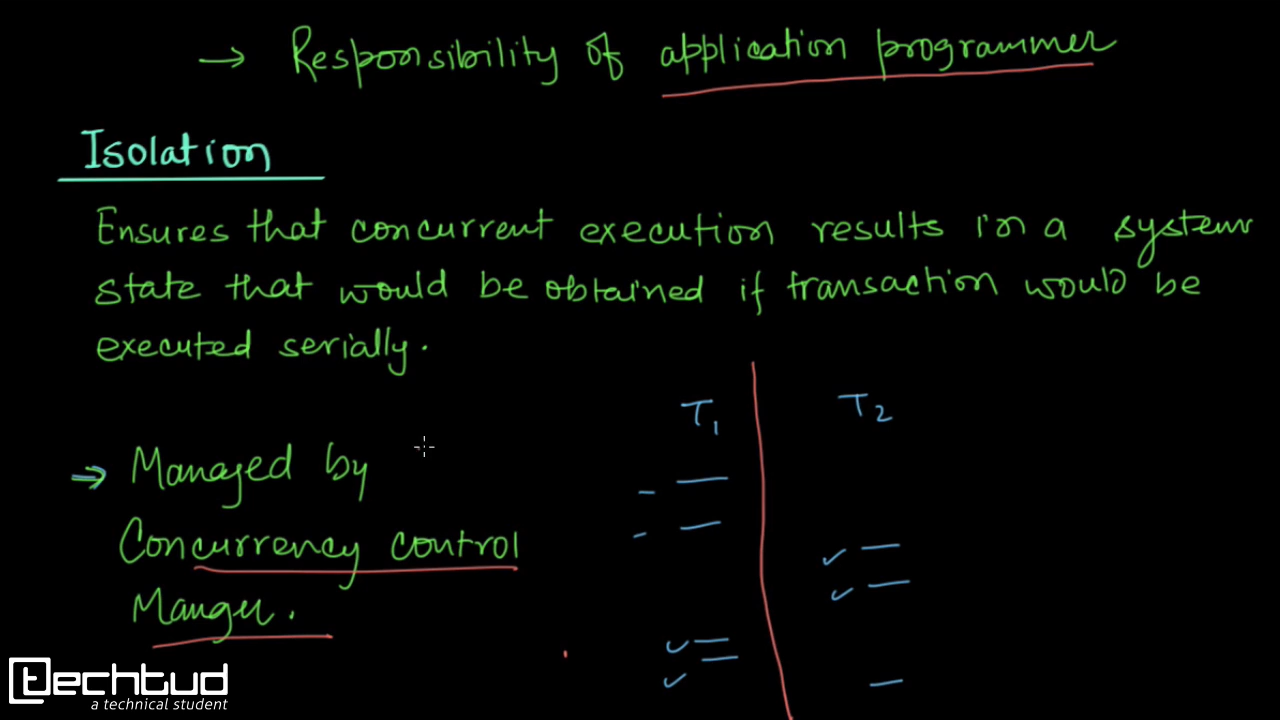 → Responsibility of application programmer
Isolation
Ensures that concurrent execution results in a system
state that would be obtained if transaction would be
executed serially.
T1 T2
⇒ Managed by
Concurrency control
Manger.
techtud
a technical student